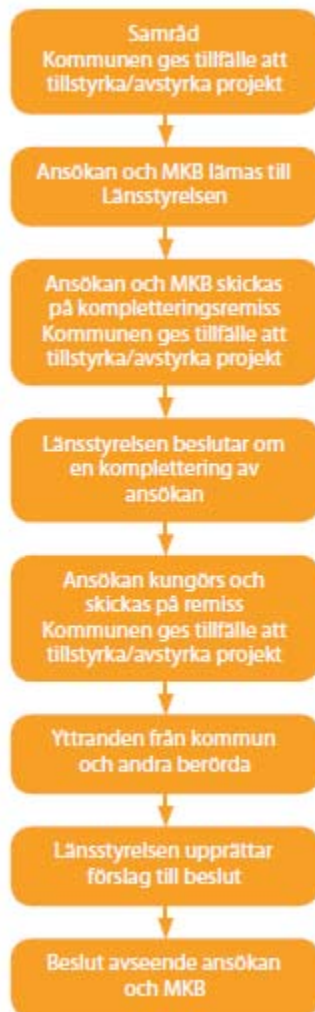 Samråd
Kommunen ges tillfälle att
tillstyrka/avstyrka projekt
Ansökan och MKB lämas till
Länsstyrelsen
Ansökan och MKB skickas
på kompletteringsremiss
Kommunen ges tillfälle att
tillstyrka/avstyrka projekt
Länsstyrelsen beslutar om
en komplettering av
ansökan
Ansökan kungörs och
skickas på remiss
Kommunen ges tillfälle att
tillstyrka/avstyrka projekt
Yttranden från kommun
och andra berörda
Länsstyrelsen upprättar
förslag till beslut
Beslut avseende ansökan
och MKB